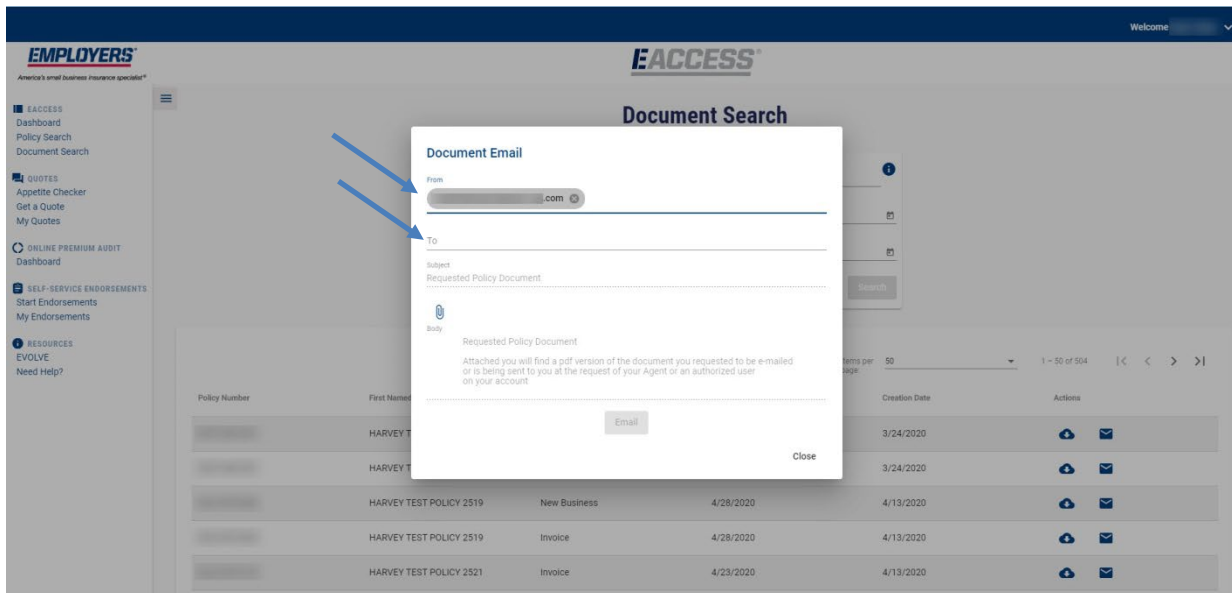 Welcome
EMPLOYERS®
America's small business insurance specialist®
EACCESS®
EACCESS
Dashboard
Policy Search
Document Search
QUOTES
Appetite Checker
Get a Quote
My Quotes
ONLINE PREMIUM AUDIT
Dashboard
SELF-SERVICE ENDORSEMENTS
Start Endorsements
My Endorsements
RESOURCES
EVOLVE
Need Help?
Document Search
Search
Document Email
From
.com
To
Subject
Requested Policy Document
Body
Requested Policy Document
Attached you will find a pdf version of the document you requested to be e-mailed
or is being sent to you at the request of your Agent or an authorized user
on your account
Email
Close
Items per page 50 1 – 50 of 504
Policy Number First Named Creation Date Actions
HARVEY T 3/24/2020
HARVEY T 3/24/2020
HARVEY TEST POLICY 2519 New Business 4/28/2020 4/13/2020
HARVEY TEST POLICY 2519 Invoice 4/28/2020 4/13/2020
HARVEY TEST POLICY 2521 Invoice 4/23/2020 4/13/2020